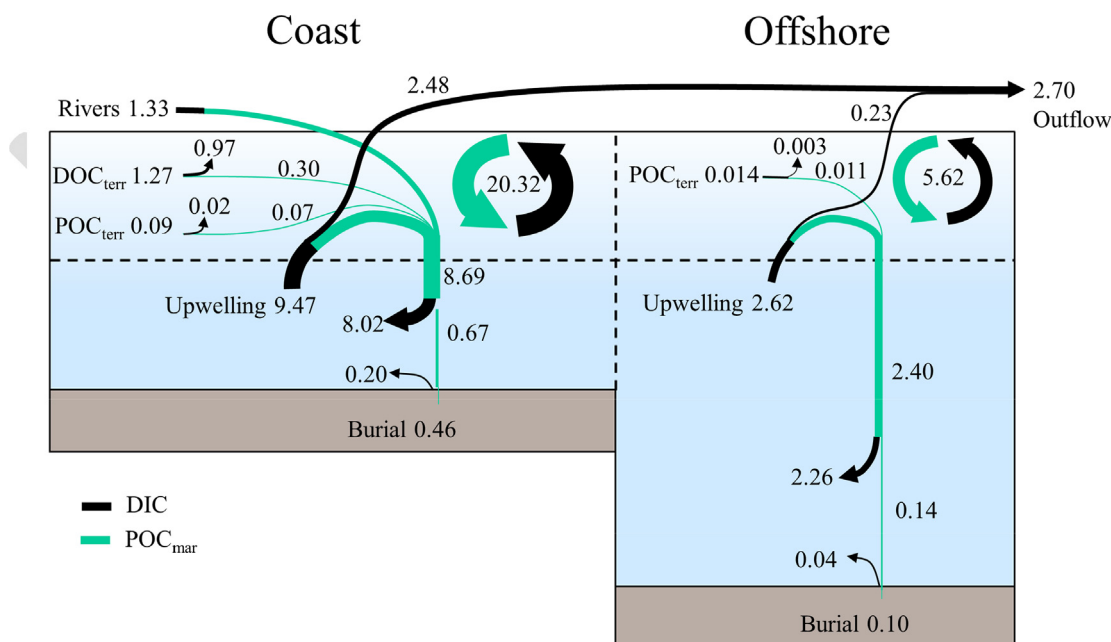 Coast
Offshore
2.48
2.70
Outflow
Rivers 1.33
0.23
0.97
DOCterr 1.27
0.30
20.32
0.02
0.07
POCterr 0.09
0.003
POCterr 0.014
0.011
5.62
8.69
Upwelling 9.47
8.02
0.67
0.20
Burial 0.46
Upwelling 2.62
2.40
2.26
0.14
0.04
Burial 0.10
DIC
POCmar